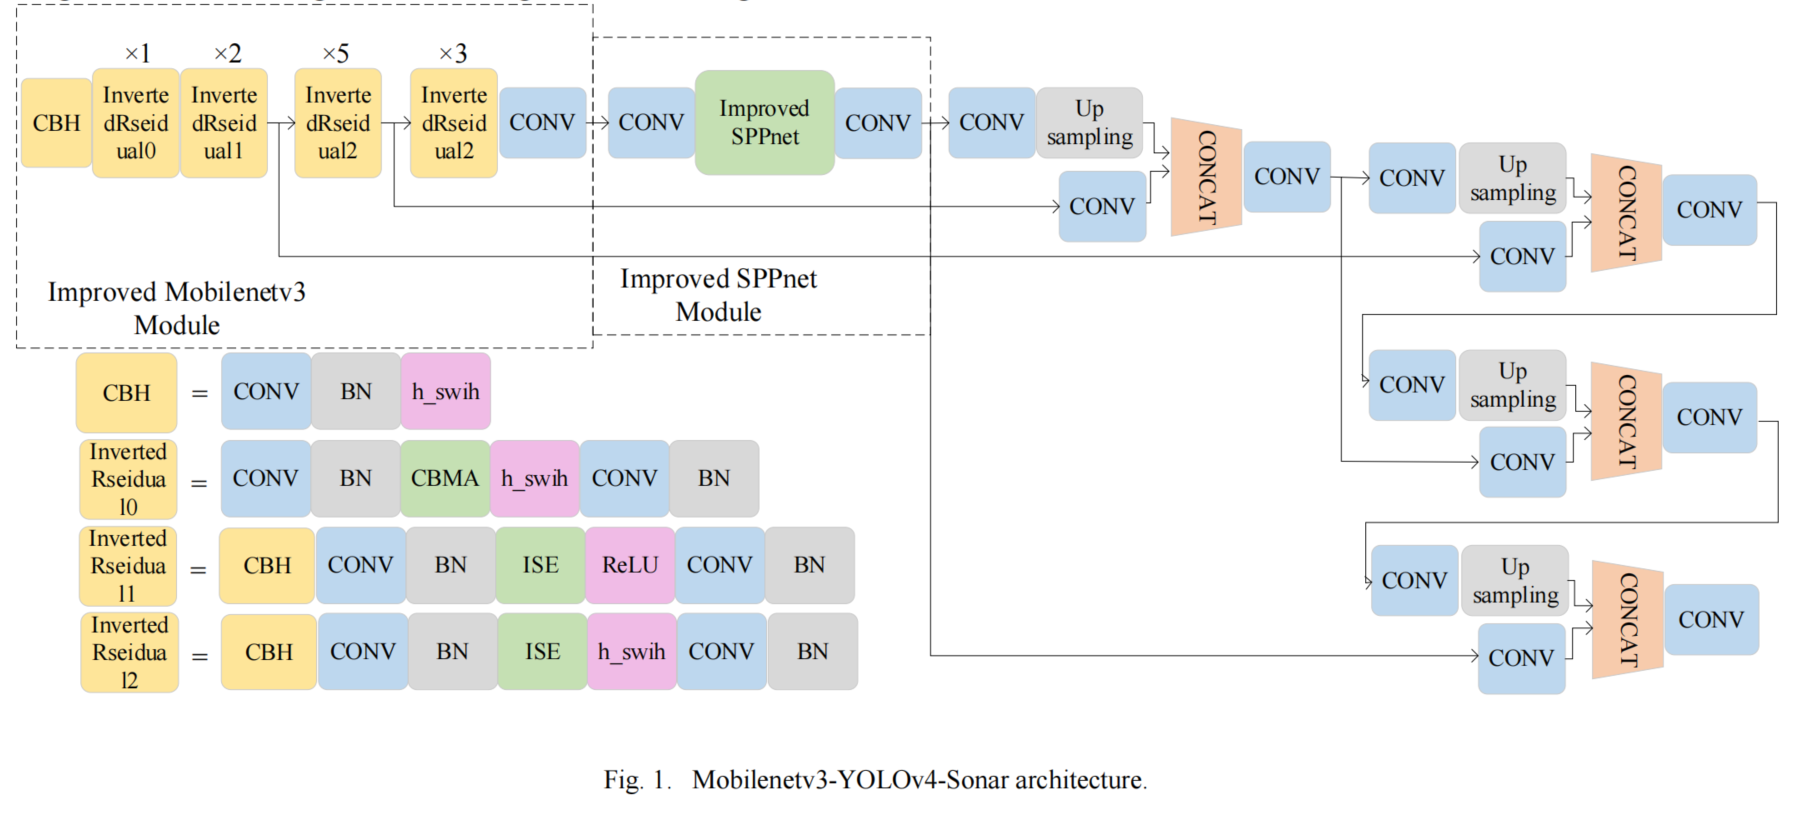 ×1
×2
×5
×3
CBH
Inverte
dRseid
ual0
Inverte
dRseid
ual1
Inverte
dRseid
ual2
Inverte
dRseid
ual2
CONV
CONV
Improved
SPPnet
CONV
CONV
Up
sampling
CONV
CONCAT
CONV
CONV
Up
sampling
CONV
CONCAT
CONV
Improved Mobilenetv3
Module
Improved SPPnet
Module
CONV
Up
sampling
CONV
CONCAT
CONV
CONV
Up
sampling
CONV
CONCAT
CONV
CBH = CONV BN h_swih
Inverted
Rseidua
l0
= CONV BN CBMA h_swih CONV BN
Inverted
Rseidua
l1
= CBH CONV BN ISE ReLU CONV BN
Inverted
Rseidua
l2
= CBH CONV BN ISE h_swih CONV BN
Fig. 1. Mobilenetv3-YOLOv4-Sonar architecture.